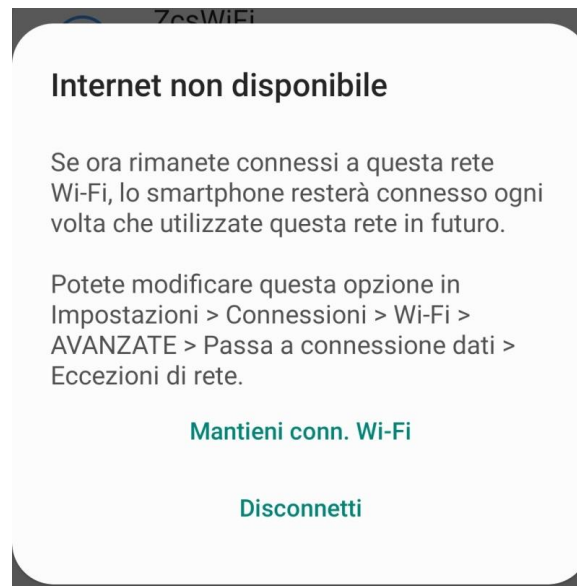 ZcsWiFi
Internet non disponibile
Se ora rimanete connessi a questa rete
Wi-Fi, lo smartphone resterà connesso ogni
volta che utilizzate questa rete in futuro.
Potete modificare questa opzione in
Impostazioni > Connessioni > Wi-Fi >
AVANZATE > Passa a connessione dati >
Eccezioni di rete.
Mantieni conn. Wi-Fi
Disconnetti